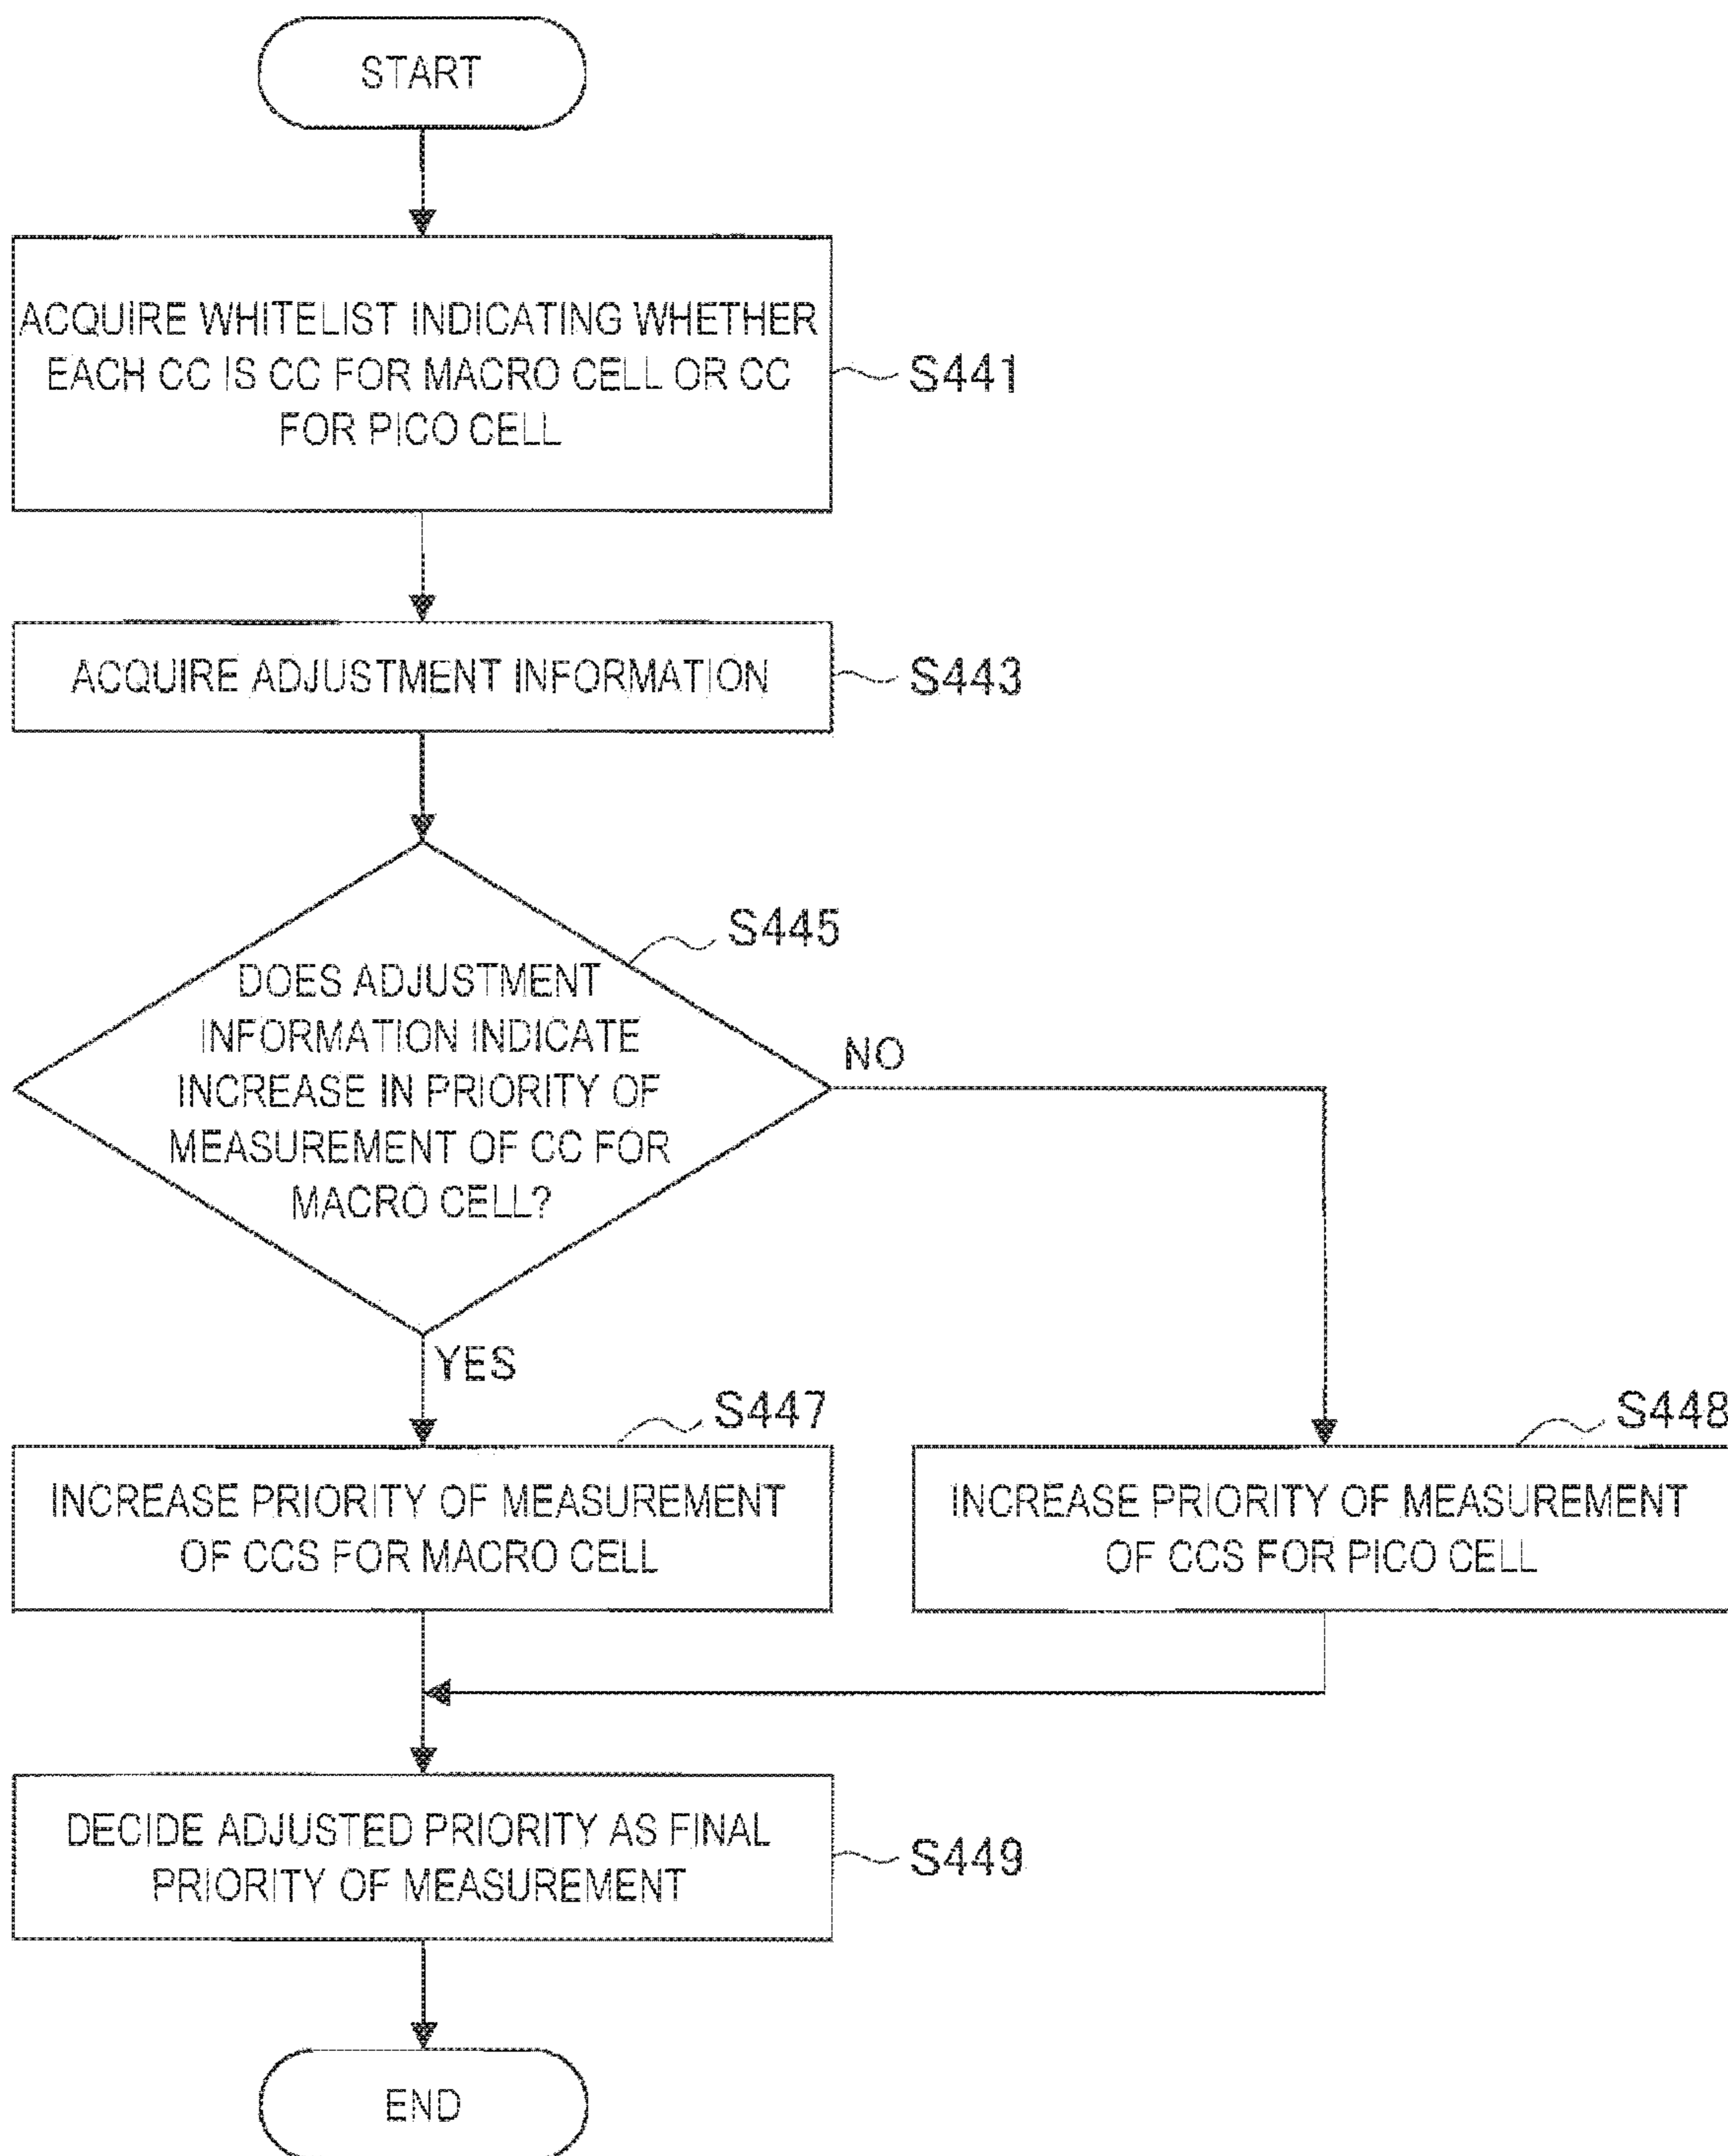 START
ACQUIRE WHITELIST INDICATING WHETHER
EACH CC IS CC FOR MACRO CELL OR CC
FOR PICO CELL
S441
ACQUIRE ADJUSTMENT INFORMATION
S443
S445
DOES ADJUSTMENT
INFORMATION INDICATE
INCREASE IN PRIORITY OF
MEASUREMENT OF CC FOR
MACRO CELL?
NO
YES
S447
INCREASE PRIORITY OF MEASUREMENT
OF CCS FOR MACRO CELL
S448
INCREASE PRIORITY OF MEASUREMENT
OF CCS FOR PICO CELL
DECIDE ADJUSTED PRIORITY AS FINAL
PRIORITY OF MEASUREMENT
S449
END